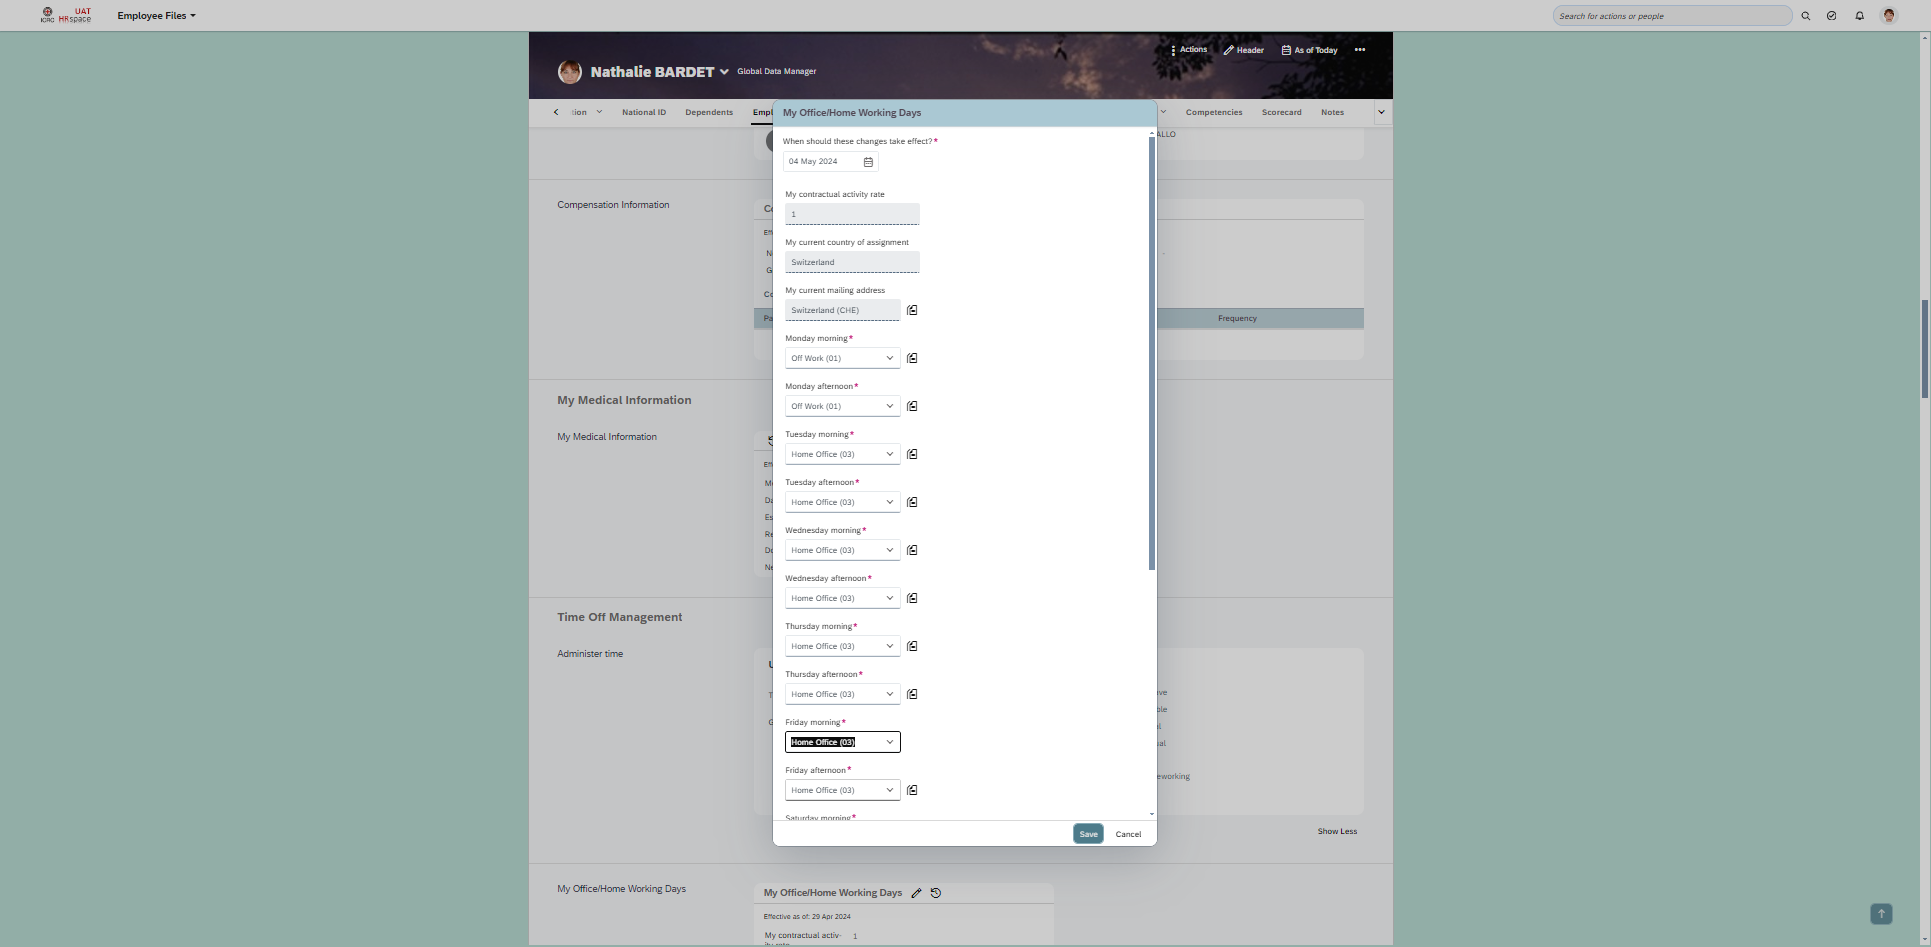 ICRC
UAT
HRspace
Employee Files
Search for actions or people
Actions
Header
As of Today
Nathalie BARDET
Global Data Manager
tion
National ID
Dependents
Empl
Competencies
Scorecard
Notes
My Office/Home Working Days
ALLO
When should these changes take effect?*
04 May 2024
My contractual activity rate
1
Compensation Information
My current country of assignment
Switzerland
My current mailing address
Switzerland (CHE)
Frequency
Monday morning*
Off Work (01)
Monday afternoon*
Off Work (01)
My Medical Information
My Medical Information
Tuesday morning*
Home Office (03)
Tuesday afternoon*
Home Office (03)
Wednesday morning*
Home Office (03)
Wednesday afternoon*
Home Office (03)
Time Off Management
Administer time
Thursday morning*
Home Office (03)
Thursday afternoon*
Home Office (03)
Friday morning*
Home Office (03)
Friday afternoon*
Home Office (03)
eworking
Saturday morning*
Save
Cancel
Show Less
My Office/Home Working Days
My Office/Home Working Days
Effective as of: 29 Apr 2024
My contractual activ-
ity rate
1